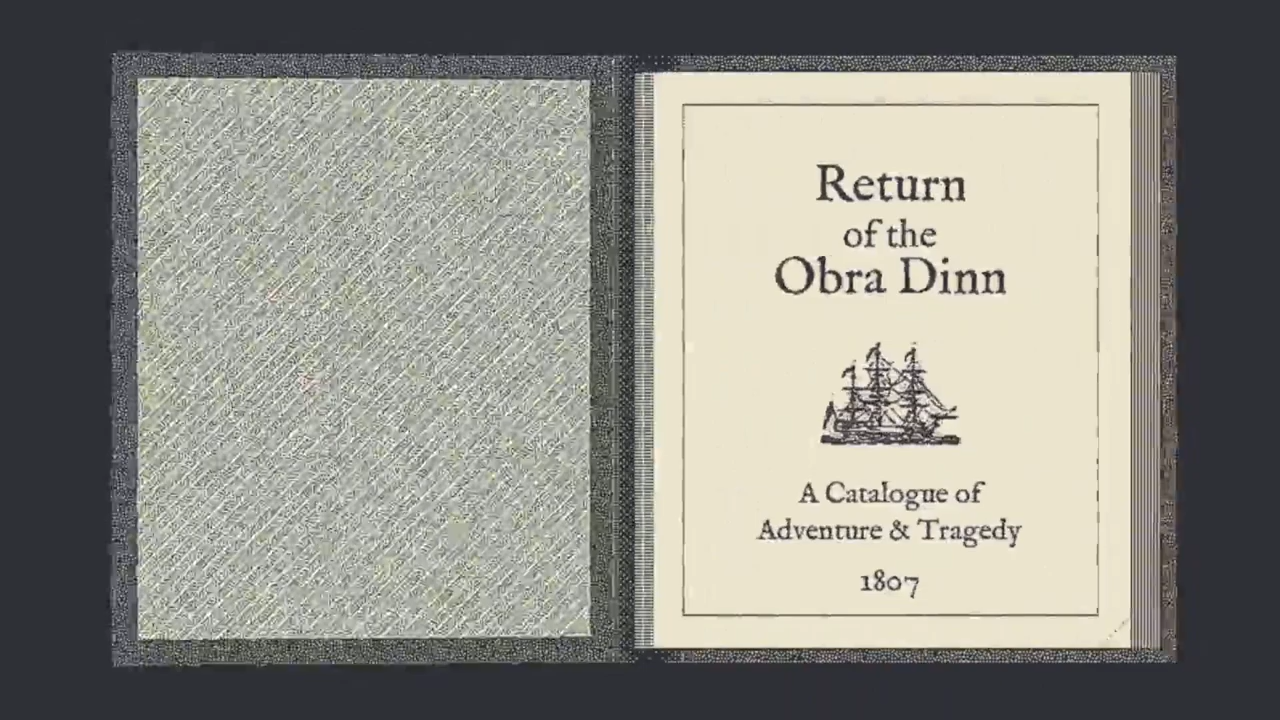 Return
of the
Obra Dinn
A Catalogue of
Adventure & Tragedy
1807